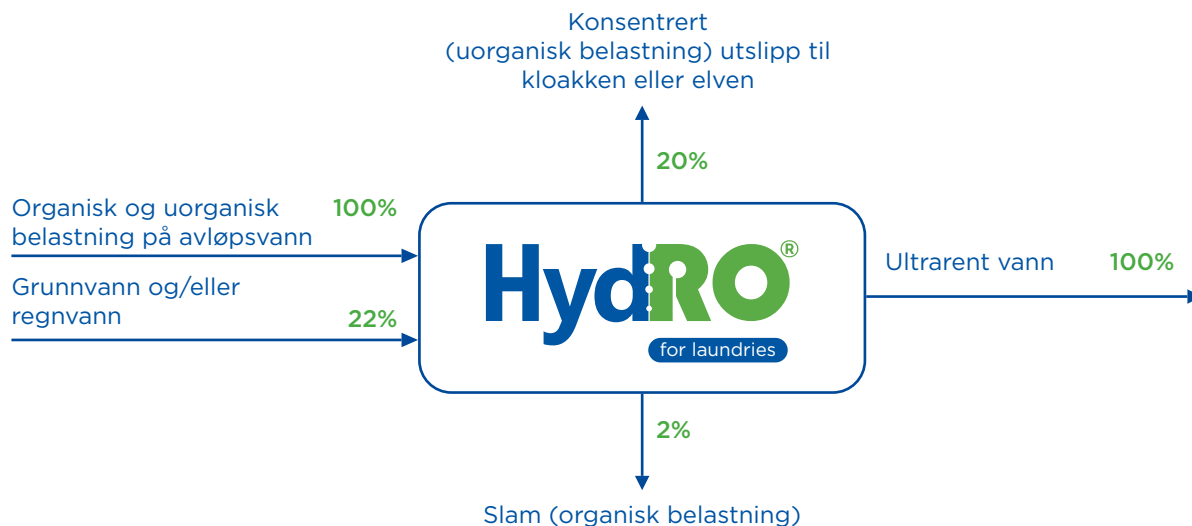 Konsentrert
(uorganisk belastning) utslipp til
kloakken eller elven
20%
Organisk og uorganisk 100%
belastning på avløpsvann
Grunnvann og/eller
regnvann 22%
HydRO®
for laundries
Ultrarent vann 100%
2%
Slam (organisk belastning)